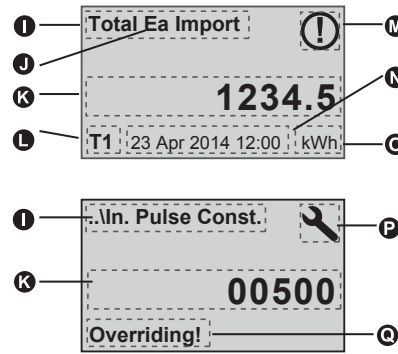 I
Total Ea Import
M
J
K
1234.5
N
L
T1 23 Apr 2014 12:00 kWh
O
I
..\In. Pulse Const.
P
K
00500
Overriding!
Q